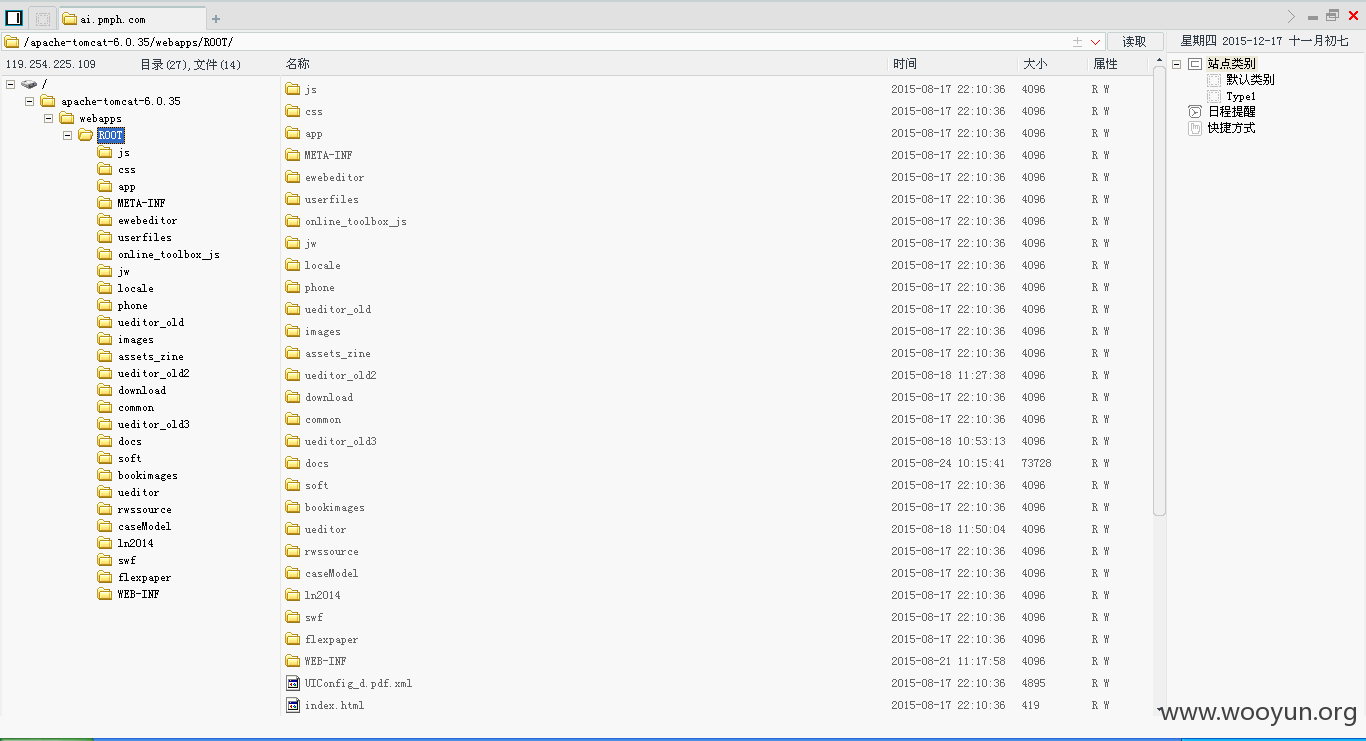 ai.pmph.com
/apache-tomcat-6.0.35/webapps/ROOT/
读取
星期四 2015-12-17 十一月初七
119.254.225.109
目录(27),文件(14)
名称 时间 大小 属性
/
apache-tomcat-6.0.35
webapps
ROOT
js
css
app
META-INF
ewebeditor
userfiles
online_toolbox_js
jw
locale
phone
ueditor_old
images
assets_zine
ueditor_old2
download
common
ueditor_old3
docs
soft
bookimages
ueditor
rwssource
caseModel
ln2014
swf
flexpaper
WEB-INF
js 2015-08-17 22:10:36 4096 R W
css 2015-08-17 22:10:36 4096 R W
app 2015-08-17 22:10:36 4096 R W
META-INF 2015-08-17 22:10:36 4096 R W
ewebeditor 2015-08-17 22:10:36 4096 R W
userfiles 2015-08-17 22:10:36 4096 R W
online_toolbox_js 2015-08-17 22:10:36 4096 R W
jw 2015-08-17 22:10:36 4096 R W
locale 2015-08-17 22:10:36 4096 R W
phone 2015-08-17 22:10:36 4096 R W
ueditor_old 2015-08-17 22:10:36 4096 R W
images 2015-08-17 22:10:36 4096 R W
assets_zine 2015-08-17 22:10:36 4096 R W
ueditor_old2 2015-08-18 11:27:38 4096 R W
download 2015-08-17 22:10:36 4096 R W
common 2015-08-17 22:10:36 4096 R W
ueditor_old3 2015-08-18 10:53:13 4096 R W
docs 2015-08-24 10:15:41 73728 R W
soft 2015-08-17 22:10:36 4096 R W
bookimages 2015-08-17 22:10:36 4096 R W
ueditor 2015-08-18 11:50:04 4096 R W
rwssource 2015-08-17 22:10:36 4096 R W
caseModel 2015-08-17 22:10:36 4096 R W
ln2014 2015-08-17 22:10:36 4096 R W
swf 2015-08-17 22:10:36 4096 R W
flexpaper 2015-08-17 22:10:36 4096 R W
WEB-INF 2015-08-21 11:17:58 4096 R W
UIConfig_d.pdf.xml 2015-08-17 22:10:36 4895 R W
index.html 2015-08-17 22:10:36 419 R W
站点类别
默认类别
Type1
日程提醒
快捷方式
www.wooyun.org